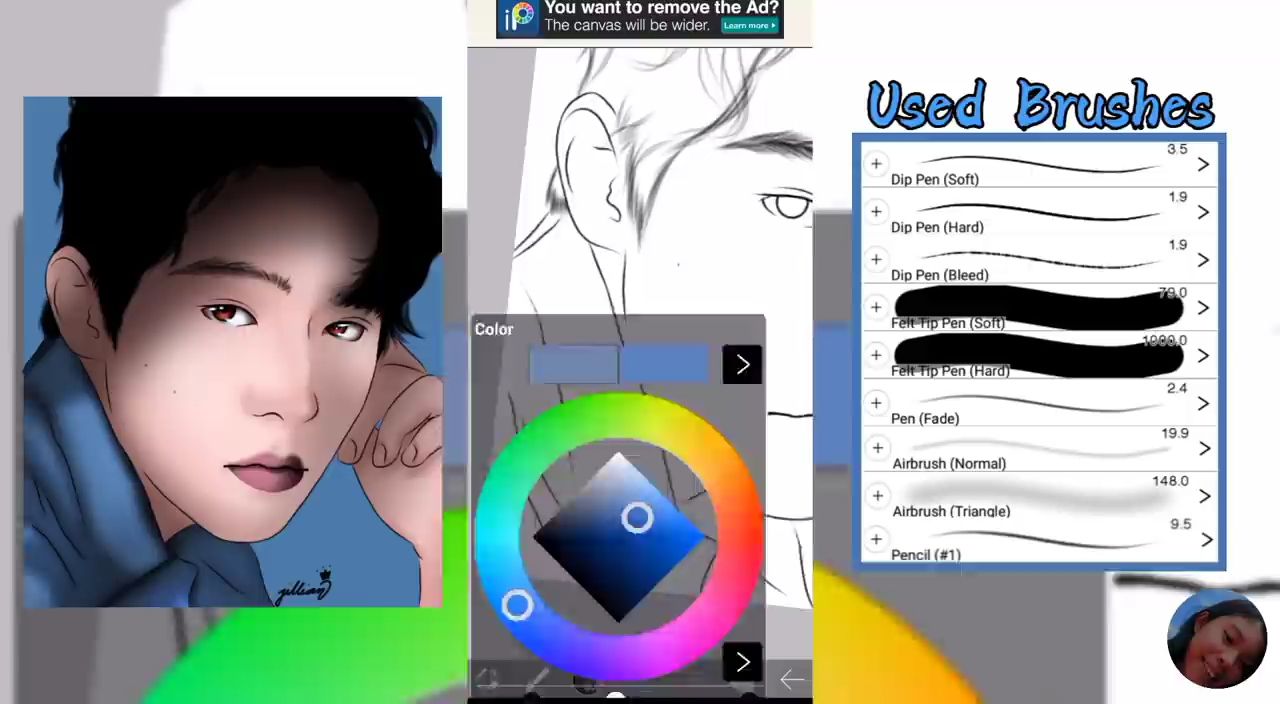 You want to remove the Ad?
The canvas will be wider.
Learn more
Color
jillian
Used Brushes
3.5
Dip Pen (Soft)
1.9
Dip Pen (Hard)
1.9
Dip Pen (Bleed)
79.0
Felt Tip Pen (Soft)
1000.0
Felt Tip Pen (Hard)
2.4
Pen (Fade)
19.9
Airbrush (Normal)
148.0
Airbrush (Triangle)
9.5
Pencil (#1)